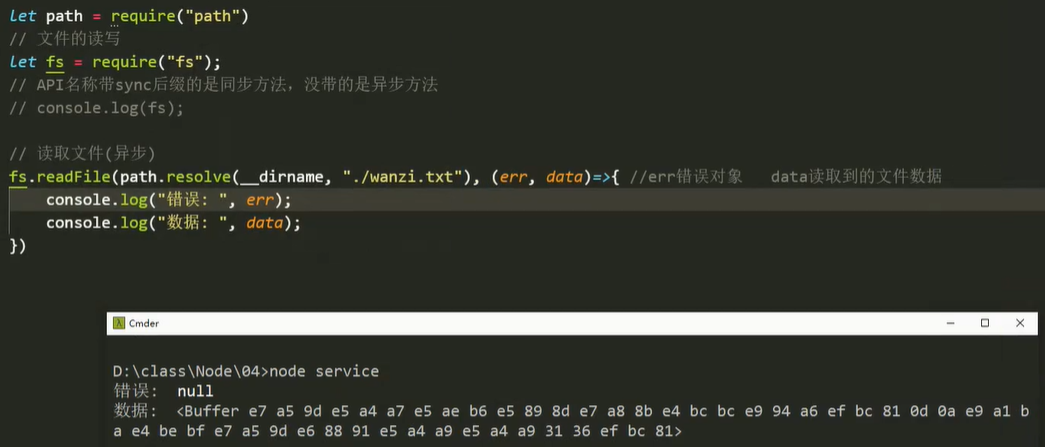 let path = require("path")
// 文件的读写
let fs = require("fs");
// API名称带sync后缀的是同步方法，没带的是异步方法
// console.log(fs);
// 读取文件(异步)
fs.readFile(path.resolve(__dirname, "./wanzi.txt"), (err, data)=>{ //err错误对象   data读取到的文件数据
    console.log("错误: ", err);
    console.log("数据: ", data);
})
Cmder
D:\class\Node\04>node service
错误:  null
数据:  <Buffer e7 a5 9d e5 a4 a7 e5 ae b6 e5 89 8d e7 a8 8b e4 bc bc e9 94 a6 ef bc 81 0d 0a e9 a1 b
a e4 be bf e7 a5 9d e6 88 91 e5 a4 a9 e5 a4 a9 31 36 ef bc 81>